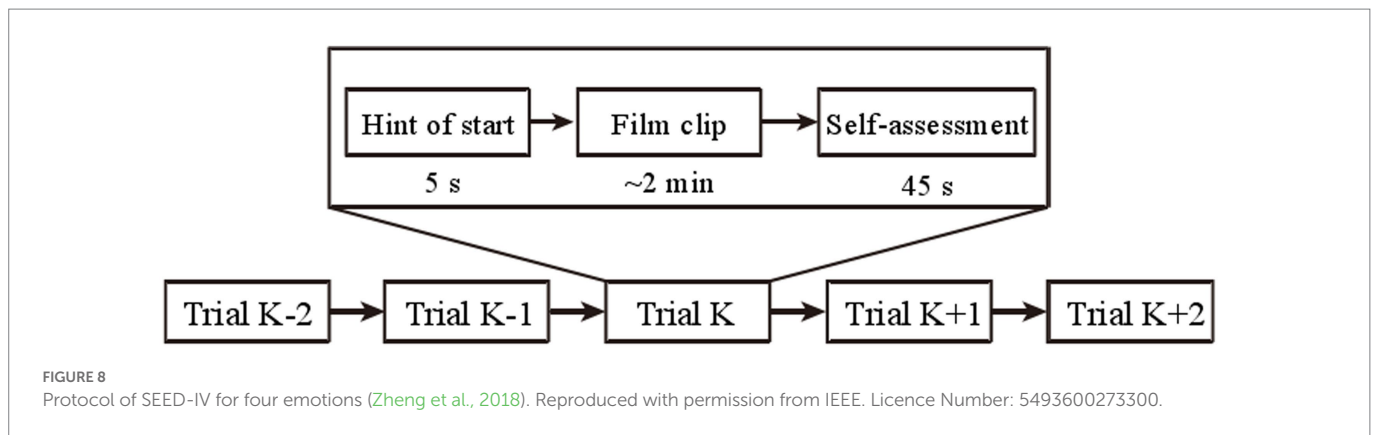 Hint of start
Film clip
Self-assessment
5 s
~2 min
45 s
Trial K-2
Trial K-1
Trial K
Trial K+1
Trial K+2
FIGURE 8
Protocol of SEED-IV for four emotions (Zheng et al., 2018). Reproduced with permission from IEEE. Licence Number: 5493600273300.